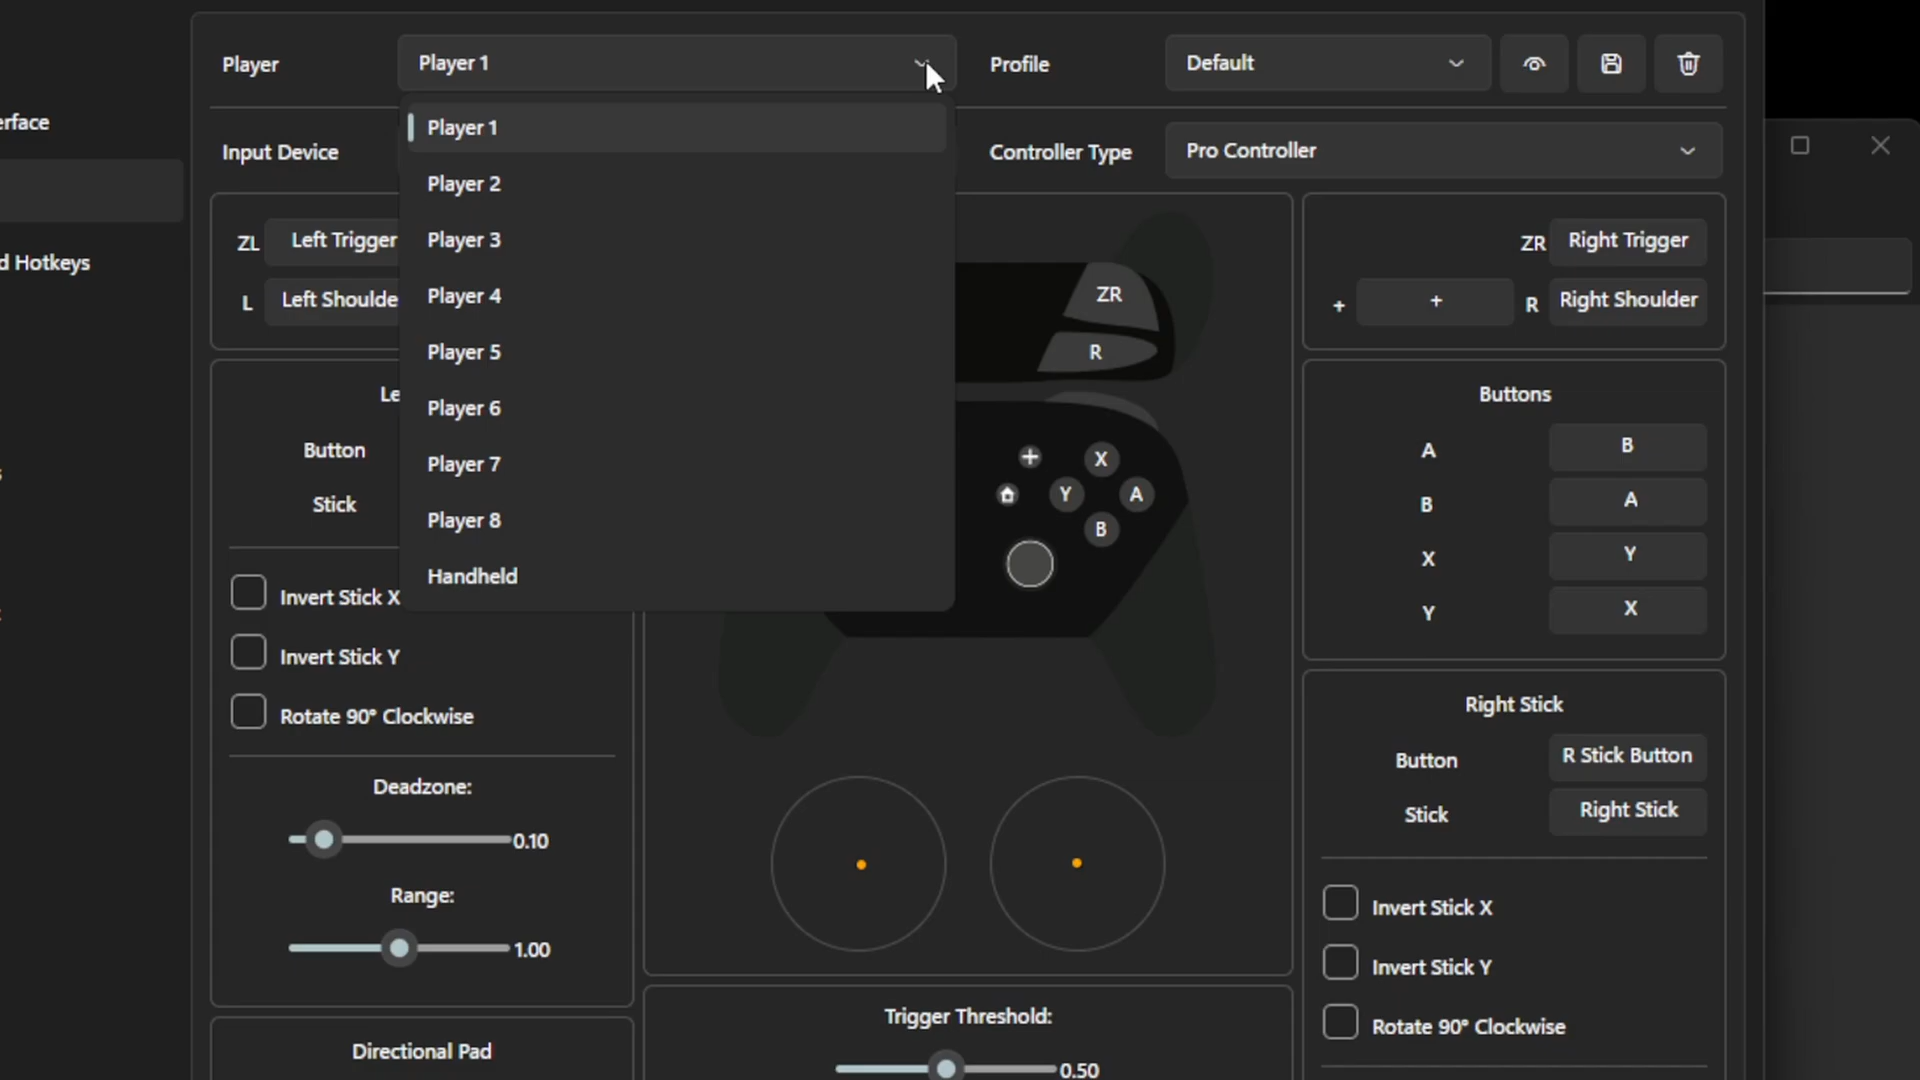 Player
Player 1
Profile
Default
erface
Player 1
Input Device
Controller Type
Pro Controller
Player 2
ZL
Left Trigger
Player 3
ZR
Right Trigger
d Hotkeys
L
Left Shoulde
Player 4
ZR
+
+
R
Right Shoulder
Player 5
R
Le
Player 6
Buttons
Button
Player 7
X
A
B
Stick
Y
A
B
A
Player 8
B
X
Y
Handheld
Invert Stick X
Y
X
Invert Stick Y
Rotate 90° Clockwise
Right Stick
Button
R Stick Button
Deadzone:
Stick
Right Stick
0.10
Range:
Invert Stick X
1.00
Invert Stick Y
Trigger Threshold:
Rotate 90° Clockwise
Directional Pad
0.50